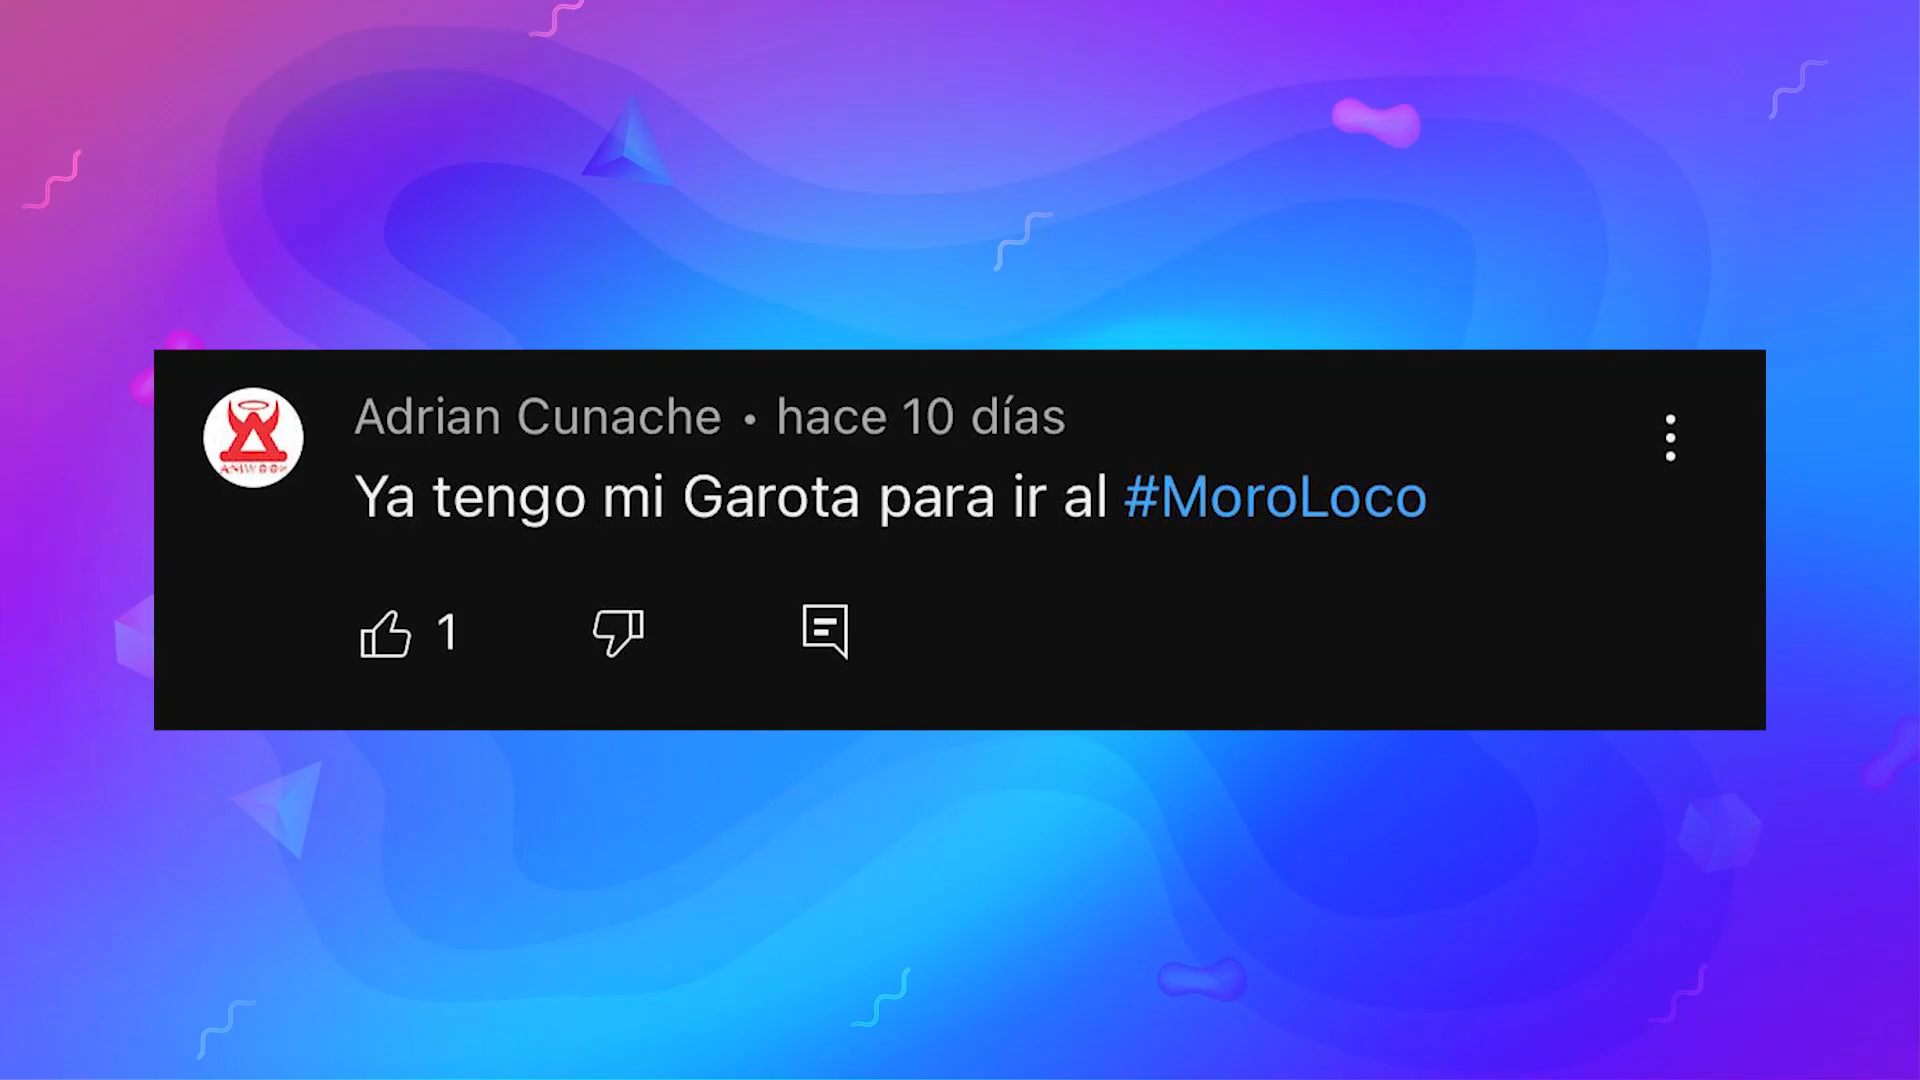 Adrian Cunache • hace 10 días
Ya tengo mi Garota para ir al #MoroLoco
1